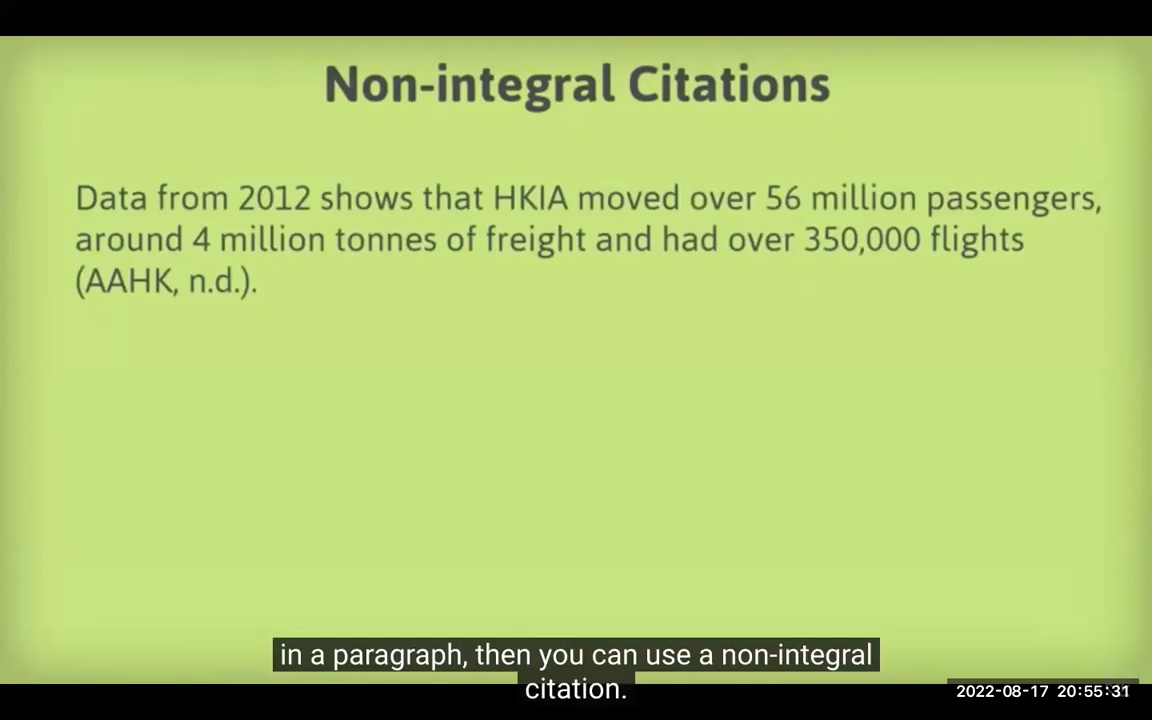 Non-integral Citations
Data from 2012 shows that HKIA moved over 56 million passengers,
around 4 million tonnes of freight and had over 350,000 flights
(AAHK, n.d.).
in a paragraph, then you can use a non-integral
citation.
2022-08-17 20:55:31